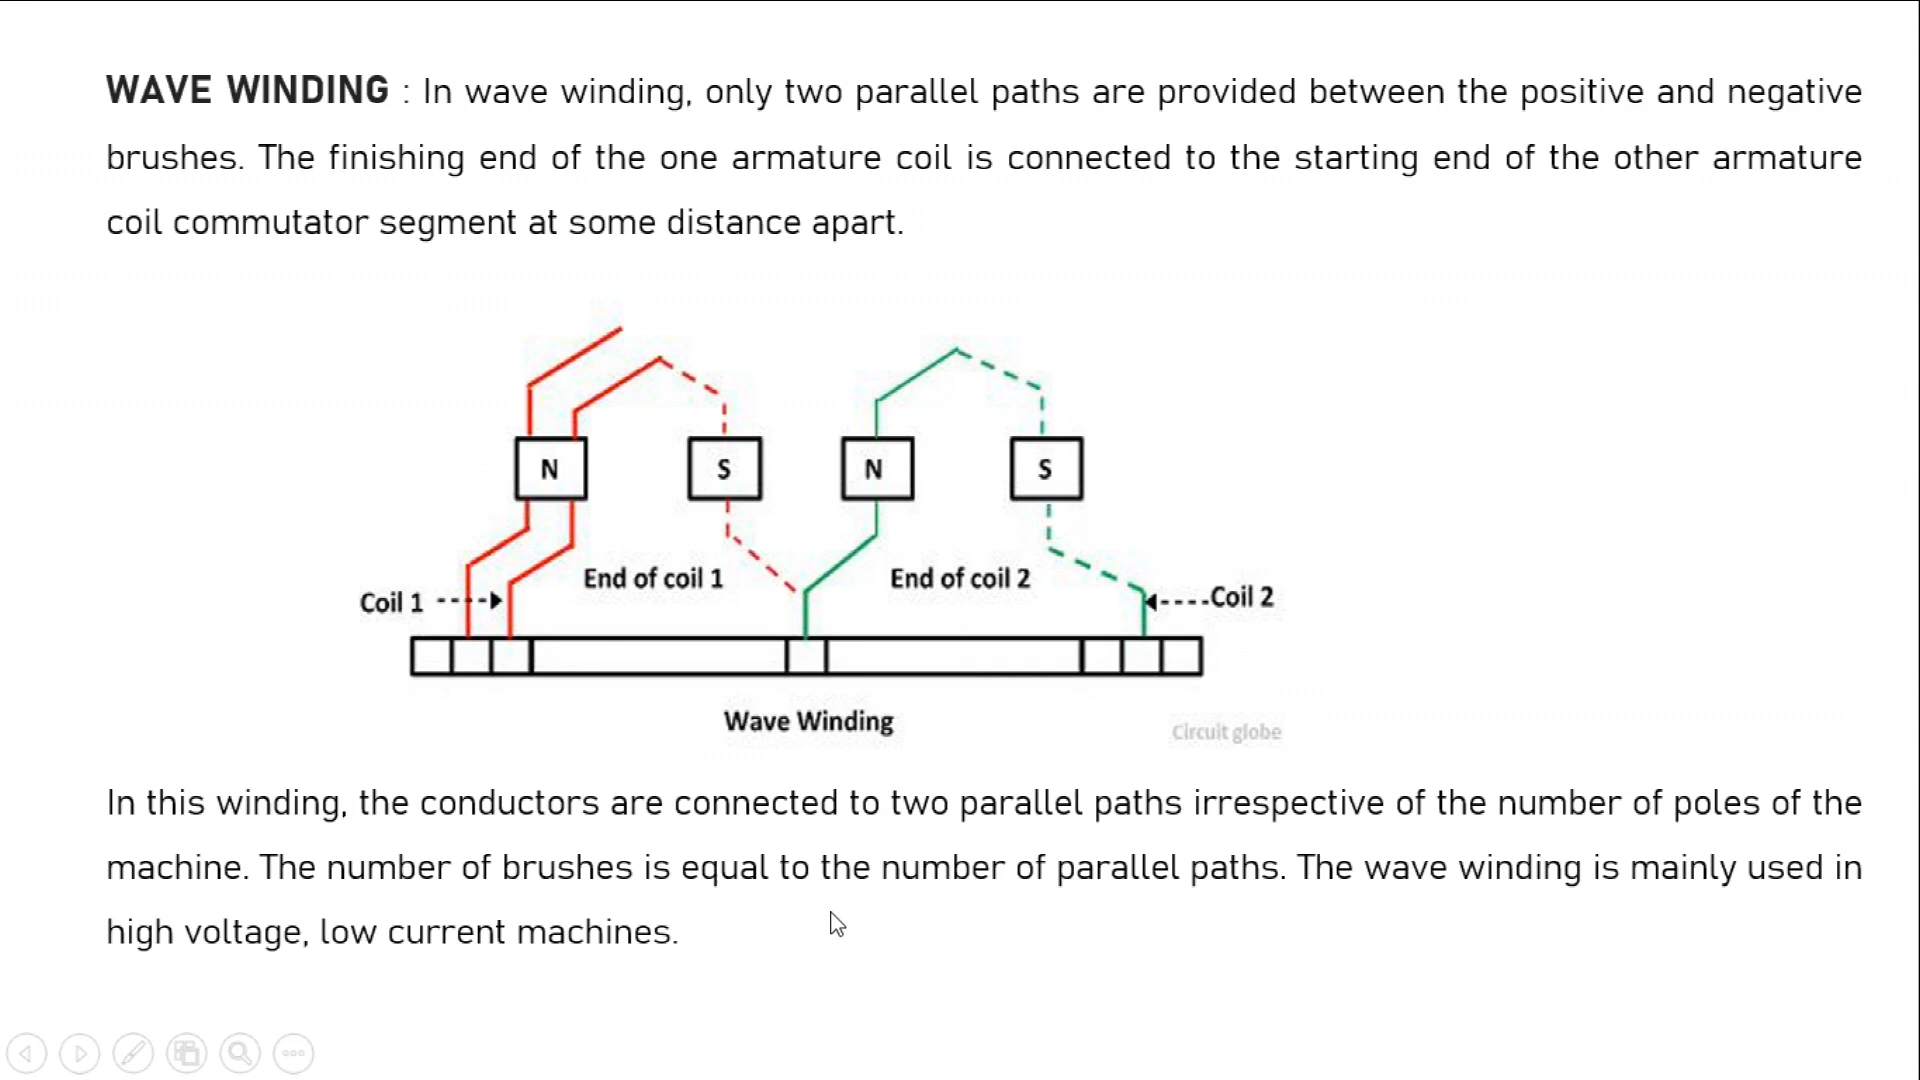 WAVE WINDING : In wave winding, only two parallel paths are provided between the positive and negative
brushes. The finishing end of the one armature coil is connected to the starting end of the other armature
coil commutator segment at some distance apart.
N
S
N
S
End of coil 1
End of coil 2
Coil 1
Coil 2
Wave Winding
Circuit globe
In this winding, the conductors are connected to two parallel paths irrespective of the number of poles of the
machine. The number of brushes is equal to the number of parallel paths. The wave winding is mainly used in
high voltage, low current machines.